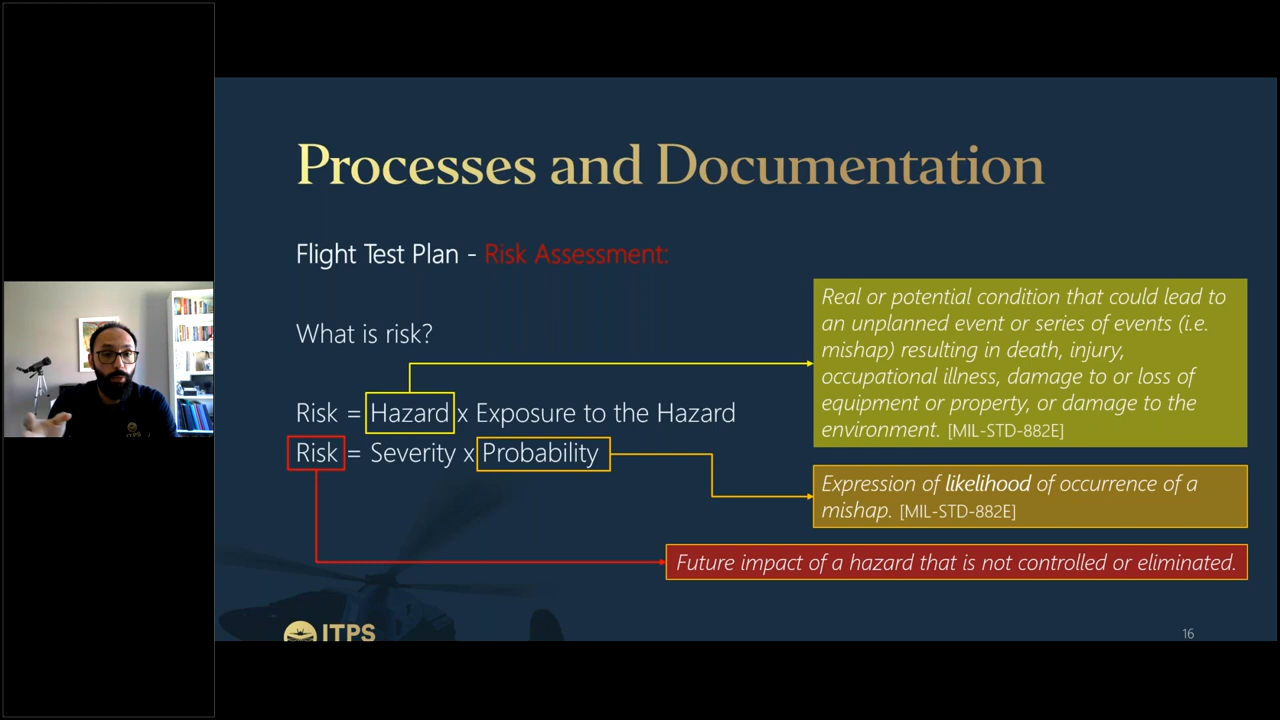 Processes and Documentation
Flight Test Plan - Risk Assessment:
What is risk?
Risk = Hazard x Exposure to the Hazard
Risk = Severity x Probability
Real or potential condition that could lead to
an unplanned event or series of events (i.e.
mishap) resulting in death, injury,
occupational illness, damage to or loss of
equipment or property, or damage to the
environment. [MIL-STD-882E]
Expression of likelihood of occurrence of a
mishap. [MIL-STD-882E]
Future impact of a hazard that is not controlled or eliminated.
ITPS
ITPS
16